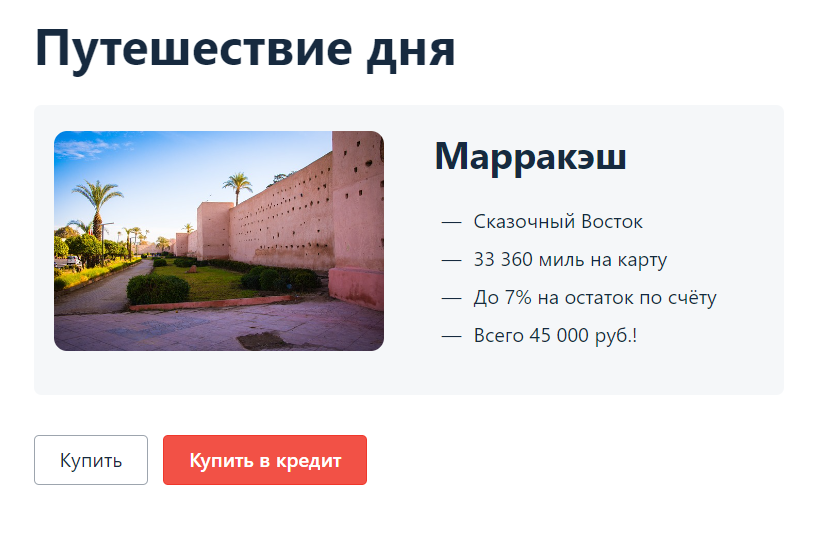 Путешествие дня
Марракэш
— Сказочный Восток
— 33 360 миль на карту
— До 7% на остаток по счёту
— Всего 45 000 руб.!
Купить
Купить в кредит